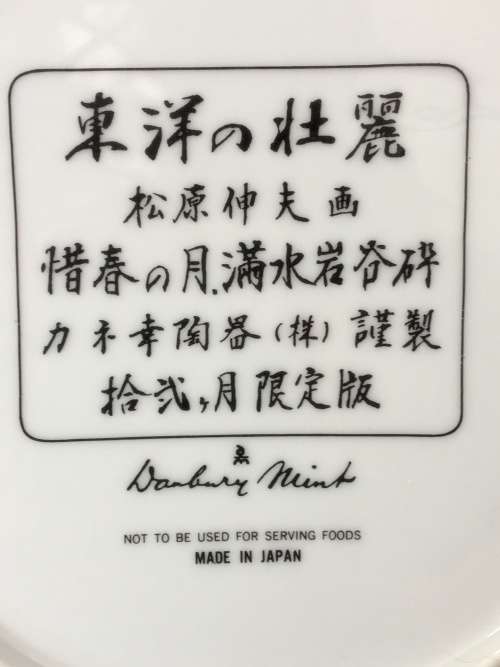 東洋の壮麗
松原伸夫画
惜春の月、満水岩谷砕
カネ幸陶器(株)謹製
拾弐ヶ月限定版
Danbury Mint
NOT TO BE USED FOR SERVING FOODS
MADE IN JAPAN